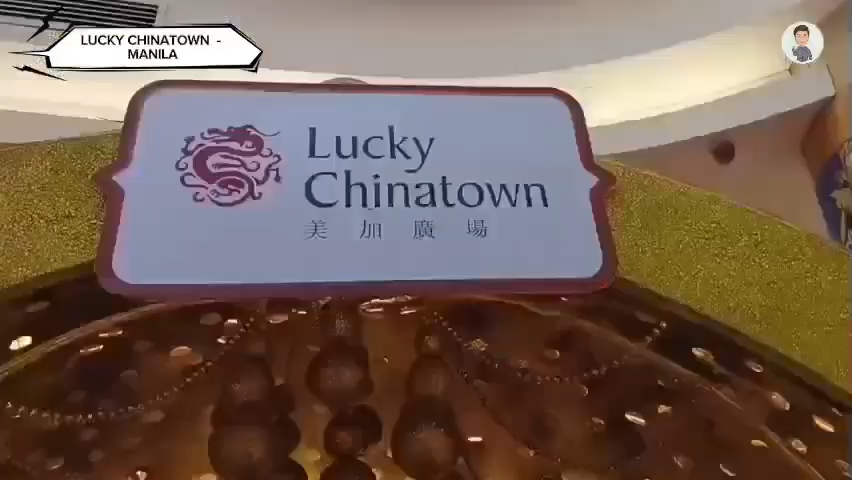 LUCKY CHINATOWN -
MANILA
Lucky
Chinatown
美加廣場